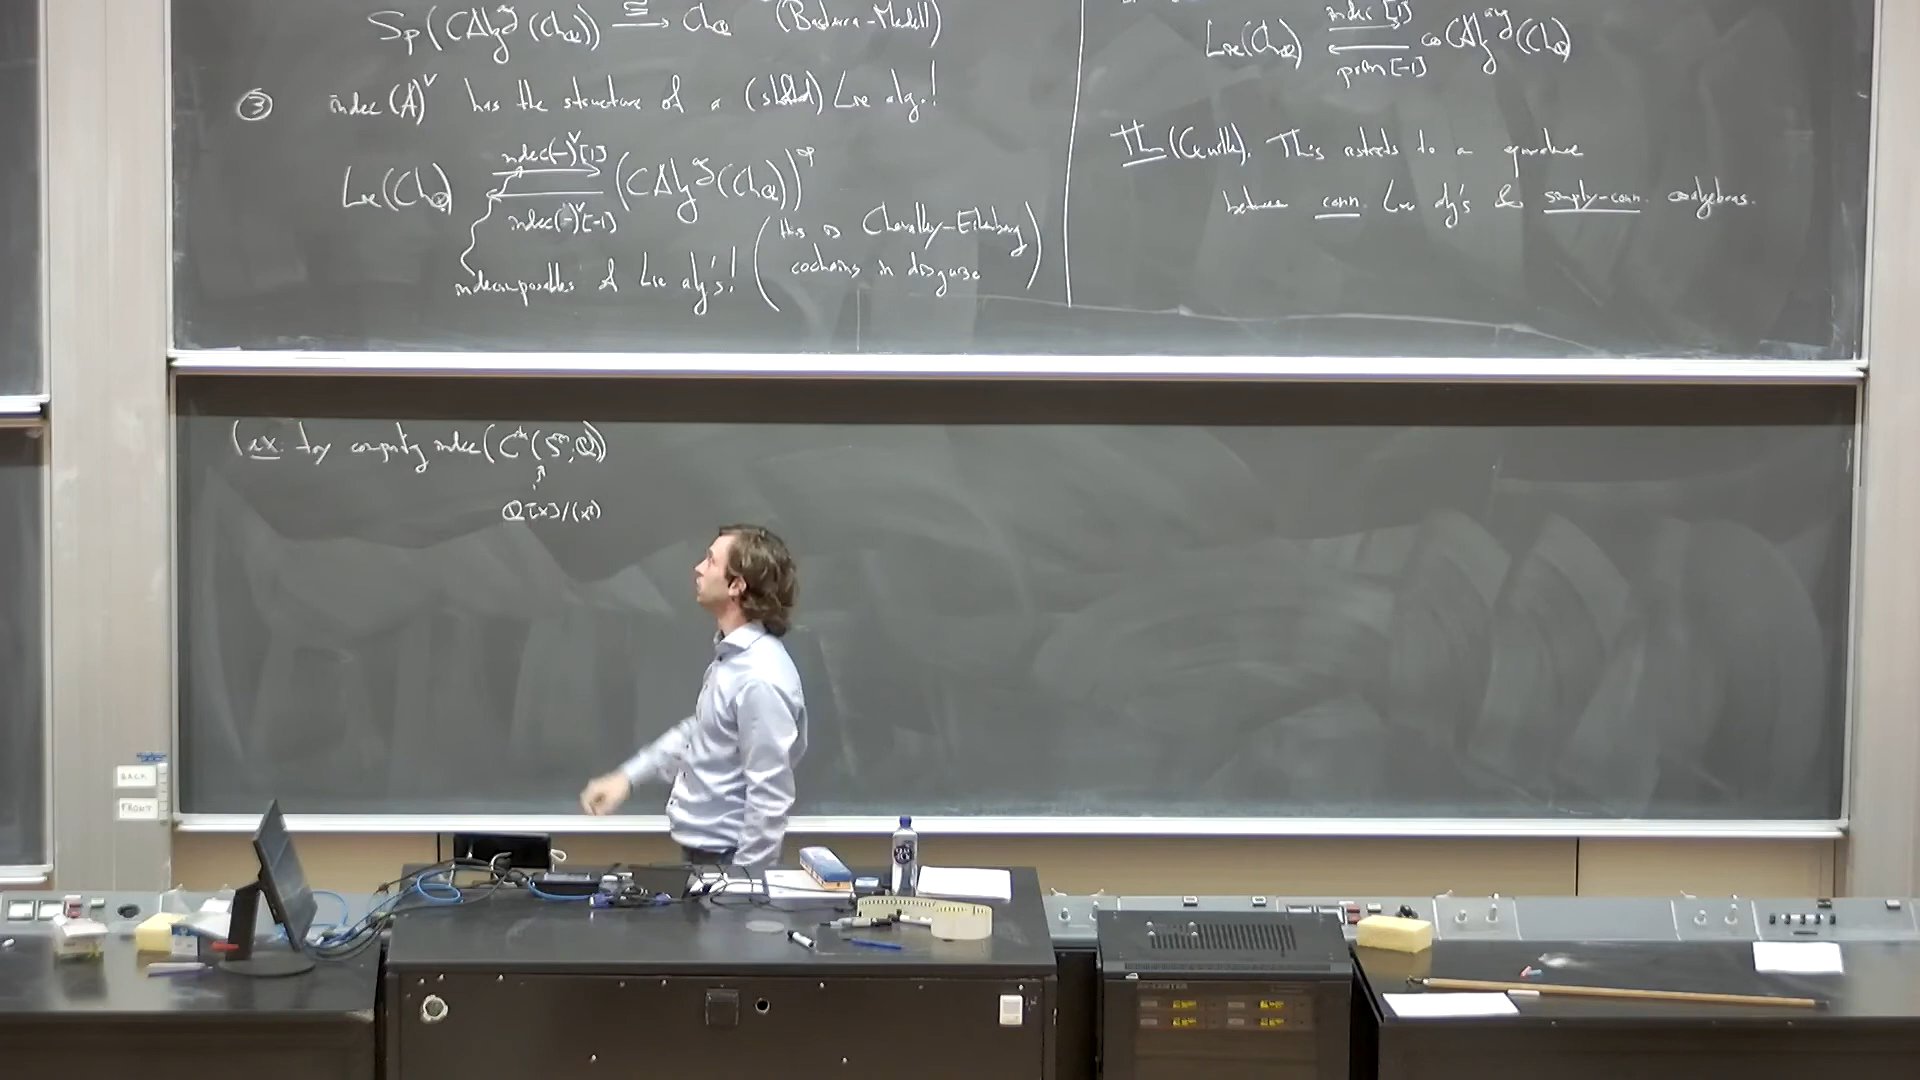 Sp(CAlg^aug(Ch_Q)) ≅→ Ch_Q (Basterra-Mandell)
③ indec(A)^∨ has the structure of a (shifted) Lie alg.!
indec(-)^∨[1]
Lie(Ch_Q) ⇄ (CAlg^aug(Ch_Q))^op
indec(-)^∨[-1]
indecomposables of Lie alg's! (this is Chevalley-Eilenberg
cochains in disguise)
indec[1]
Lie(Ch_Q) ⇄ coCAlg^aug(Ch_Q)
prim[-1]
Th (Quillen). This restricts to a equivalence
between conn. Lie alg's & simply-conn. coalgebras.
(ex: try computing indec(C*(S^n; Q))
Q[x]/(x²)
BACK
FRONT